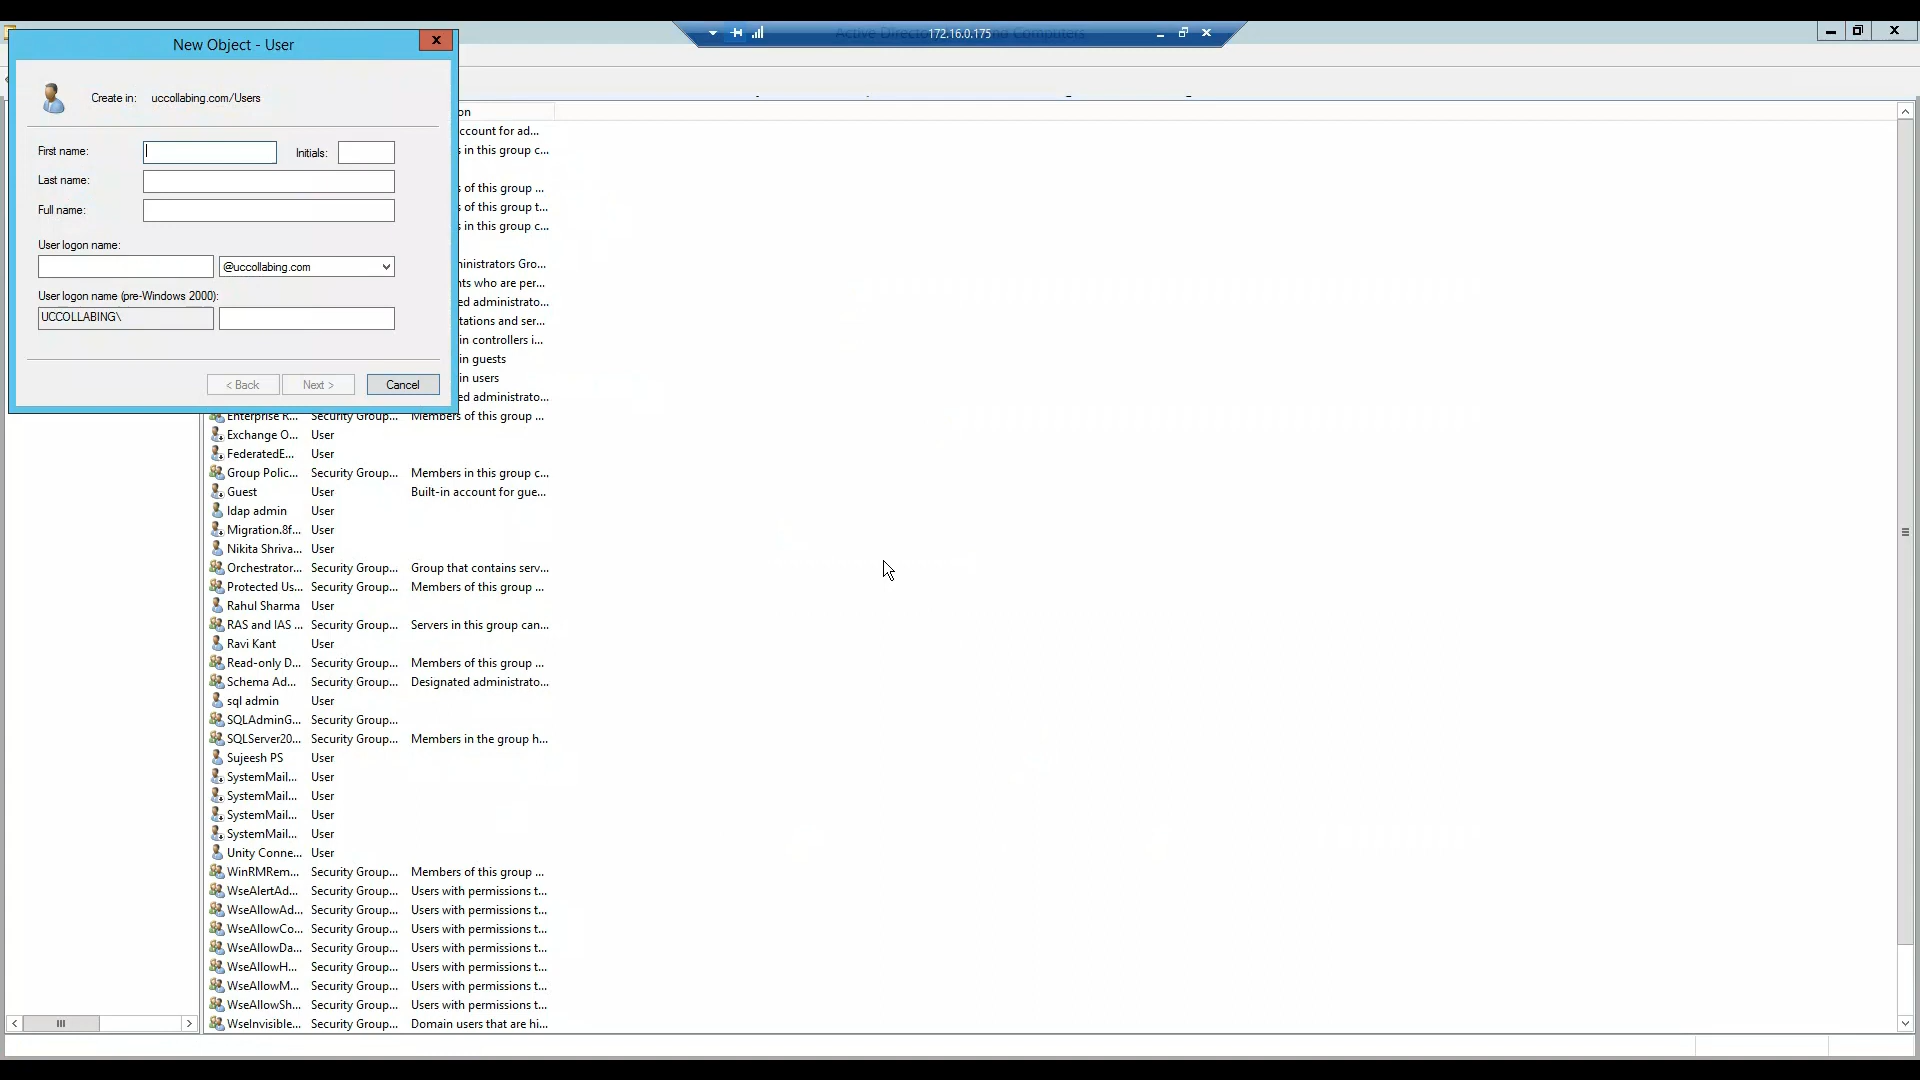 172.16.0.175
New Object - User
Create in: uccollabing.com/Users
First name:
Initials:
Last name:
Full name:
User logon name:
@uccollabing.com
User logon name (pre-Windows 2000):
UCCOLLABING\
< Back Next > Cancel
on
ccount for ad...
s in this group c...
s of this group ...
s of this group t...
s in this group c...
ninistrators Gro...
nts who are per...
ed administrato...
tations and ser...
in controllers i...
in guests
in users
ed administrato...
Enterprise R... Security Group... Members of this group ...
Exchange O... User
FederatedE... User
Group Polic... Security Group... Members in this group c...
Guest User Built-in account for gue...
ldap admin User
Migration.8f... User
Nikita Shriva... User
Orchestrator... Security Group... Group that contains serv...
Protected Us... Security Group... Members of this group ...
Rahul Sharma User
RAS and IAS ... Security Group... Servers in this group can...
Ravi Kant User
Read-only D... Security Group... Members of this group ...
Schema Ad... Security Group... Designated administrato...
sql admin User
SQLAdminG... Security Group...
SQLServer20... Security Group... Members in the group h...
Sujeesh PS User
SystemMail... User
SystemMail... User
SystemMail... User
SystemMail... User
Unity Conne... User
WinRMRem... Security Group... Members of this group ...
WseAlertAd... Security Group... Users with permissions t...
WseAllowAd... Security Group... Users with permissions t...
WseAllowCo... Security Group... Users with permissions t...
WseAllowDa... Security Group... Users with permissions t...
WseAllowH... Security Group... Users with permissions t...
WseAllowM... Security Group... Users with permissions t...
WseAllowSh... Security Group... Users with permissions t...
WseInvisible... Security Group... Domain users that are hi...